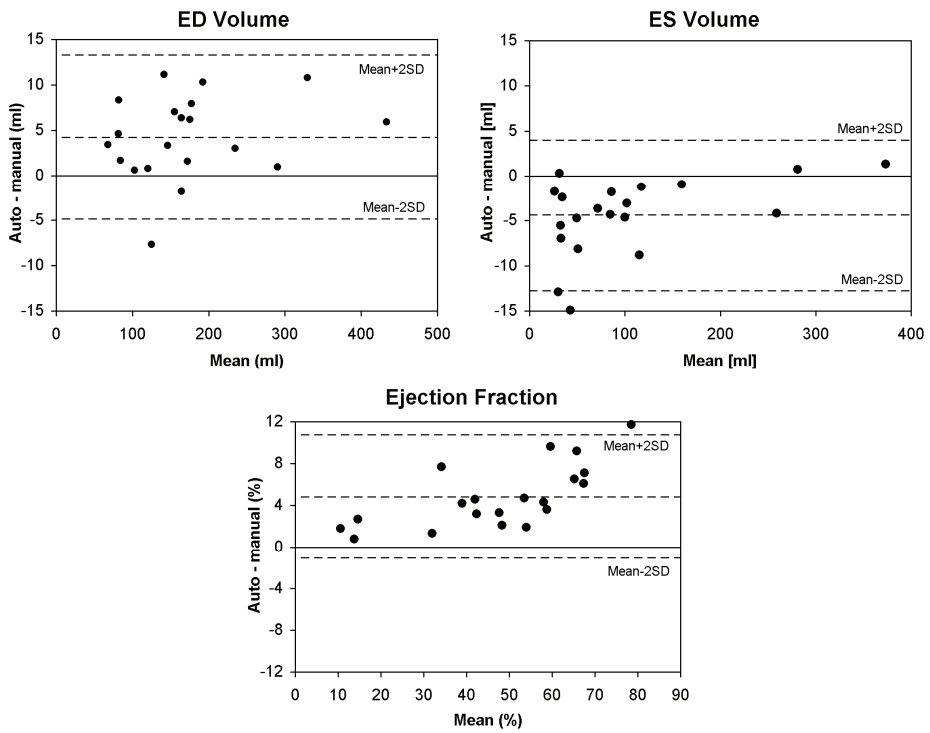 ED Volume
15
10
5
0
-5
-10
-15
Auto - manual (ml)
Mean+2SD
Mean-2SD
0 100 200 300 400 500
Mean (ml)
ES Volume
15
10
5
0
-5
-10
-15
Auto - manual [ml]
Mean+2SD
Mean-2SD
0 100 200 300 400
Mean [ml]
Ejection Fraction
12
8
4
0
-4
-8
-12
Auto - manual (%)
Mean+2SD
Mean-2SD
0 10 20 30 40 50 60 70 80 90
Mean (%)